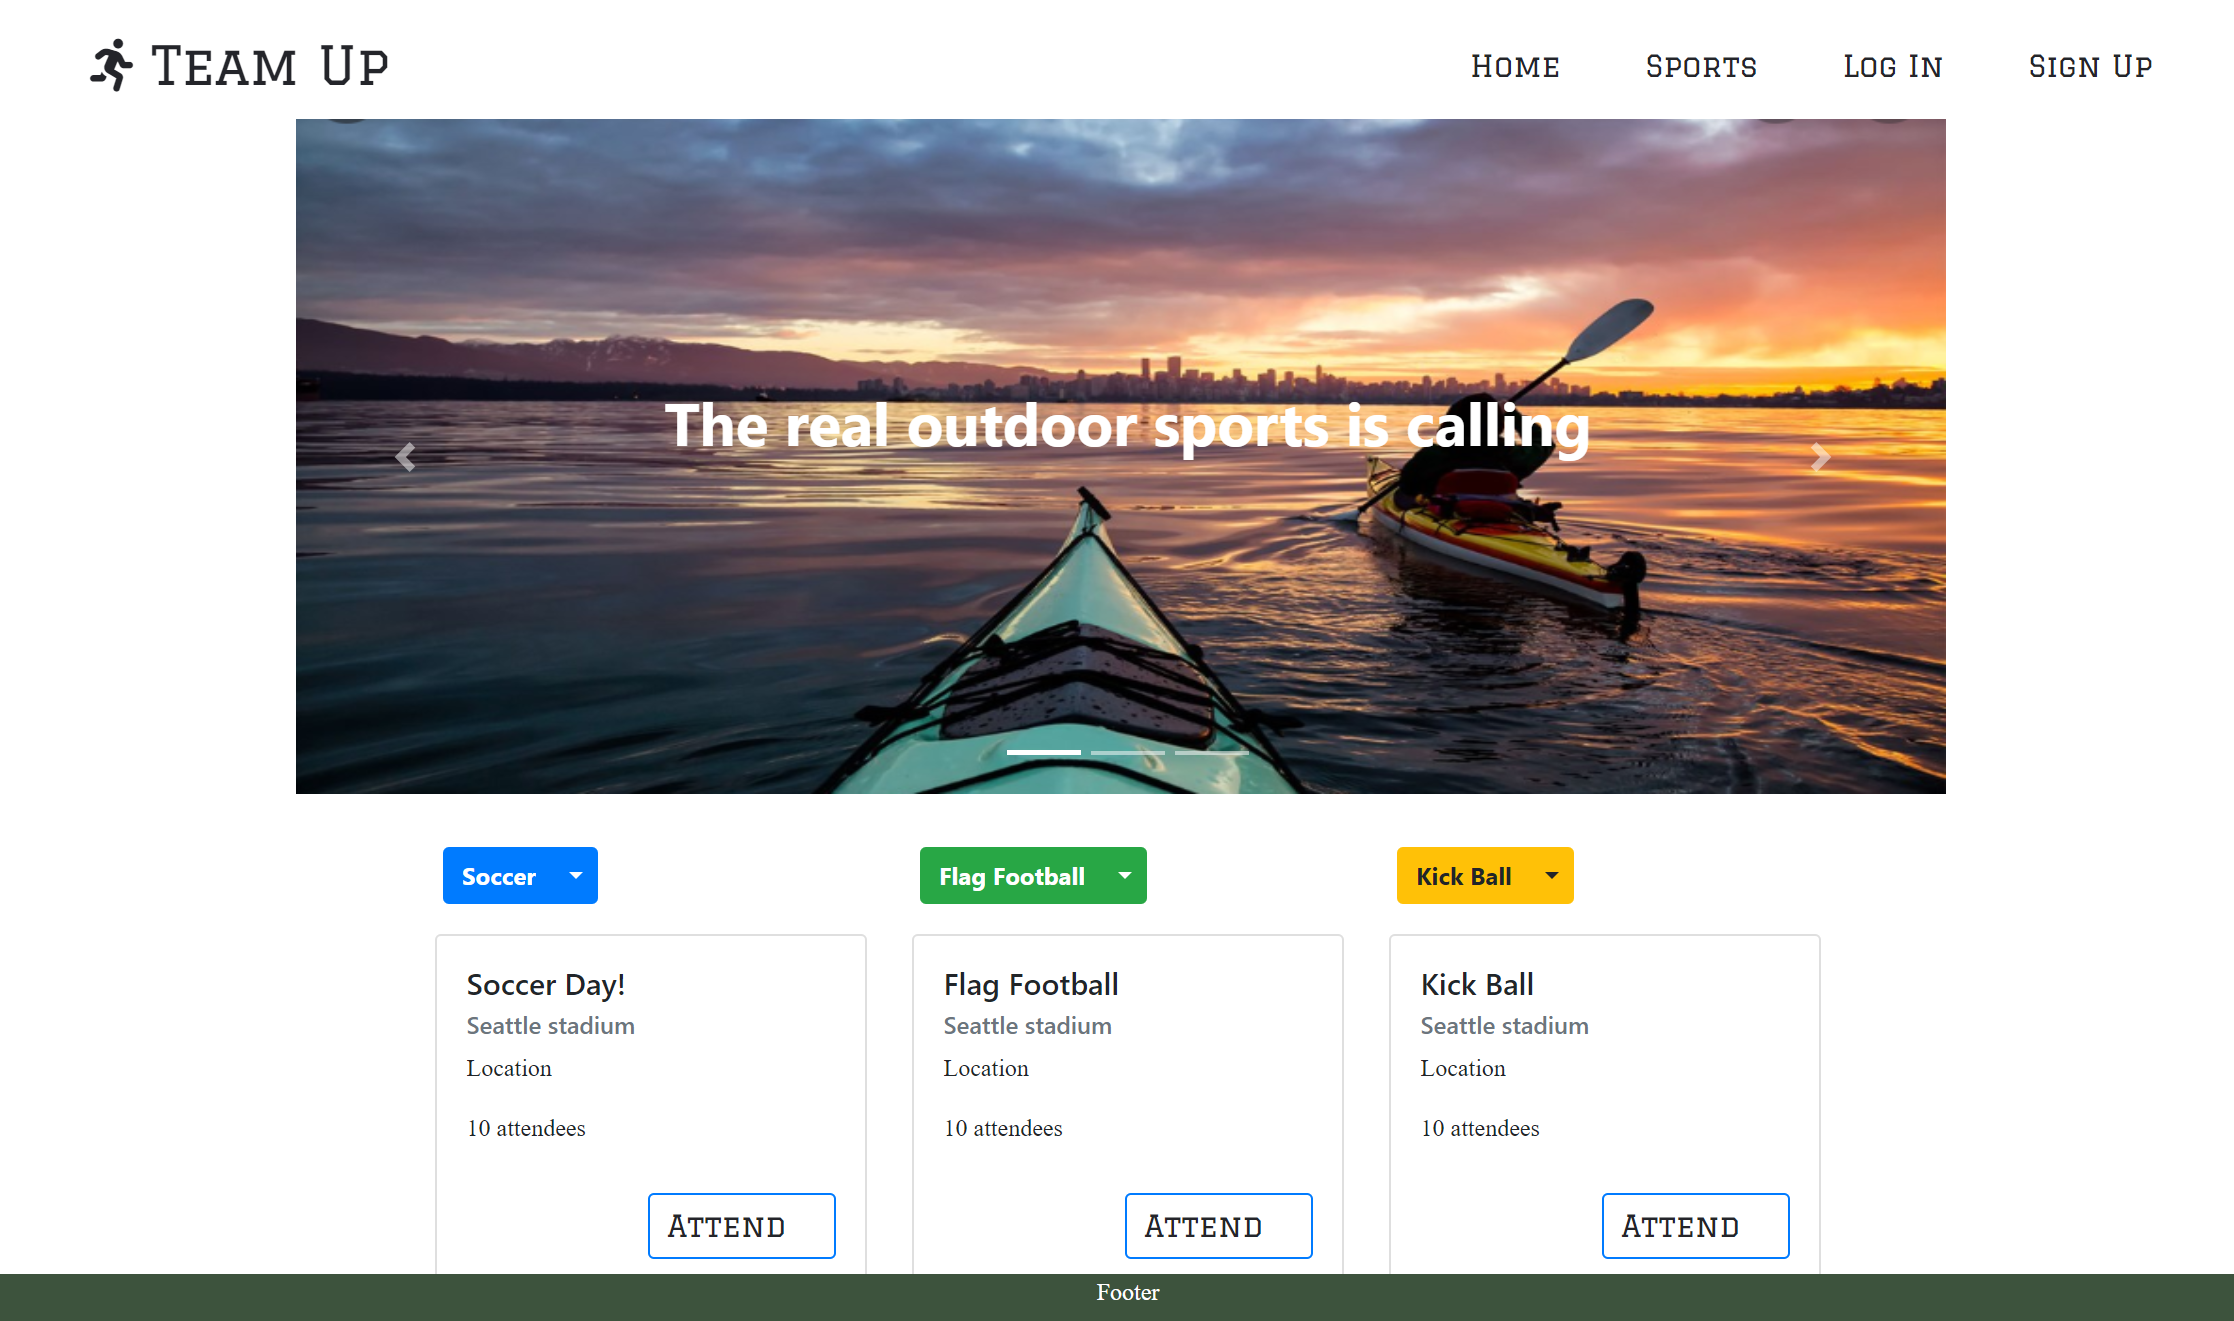 Team Up
Home
Sports
Log In
Sign Up
The real outdoor sports is calling
Soccer
Flag Football
Kick Ball
Soccer Day!
Seattle stadium
Location
10 attendees
Attend
Flag Football
Seattle stadium
Location
10 attendees
Attend
Kick Ball
Seattle stadium
Location
10 attendees
Attend
Footer